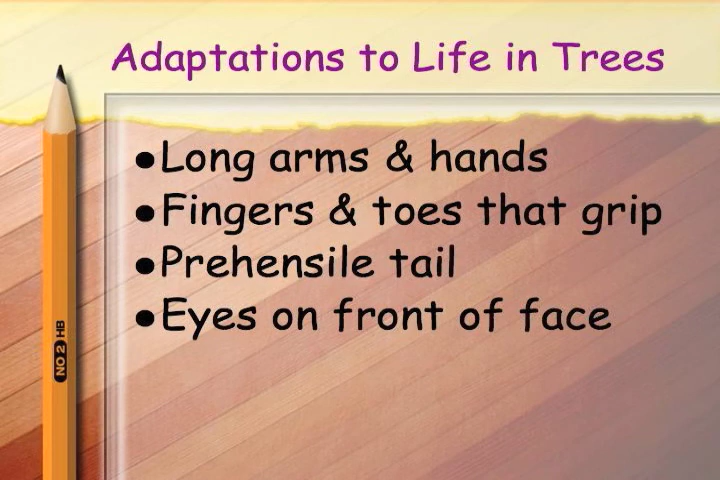 Adaptations to Life in Trees
•Long arms & hands
•Fingers & toes that grip
•Prehensile tail
•Eyes on front of face
NO 2 HB